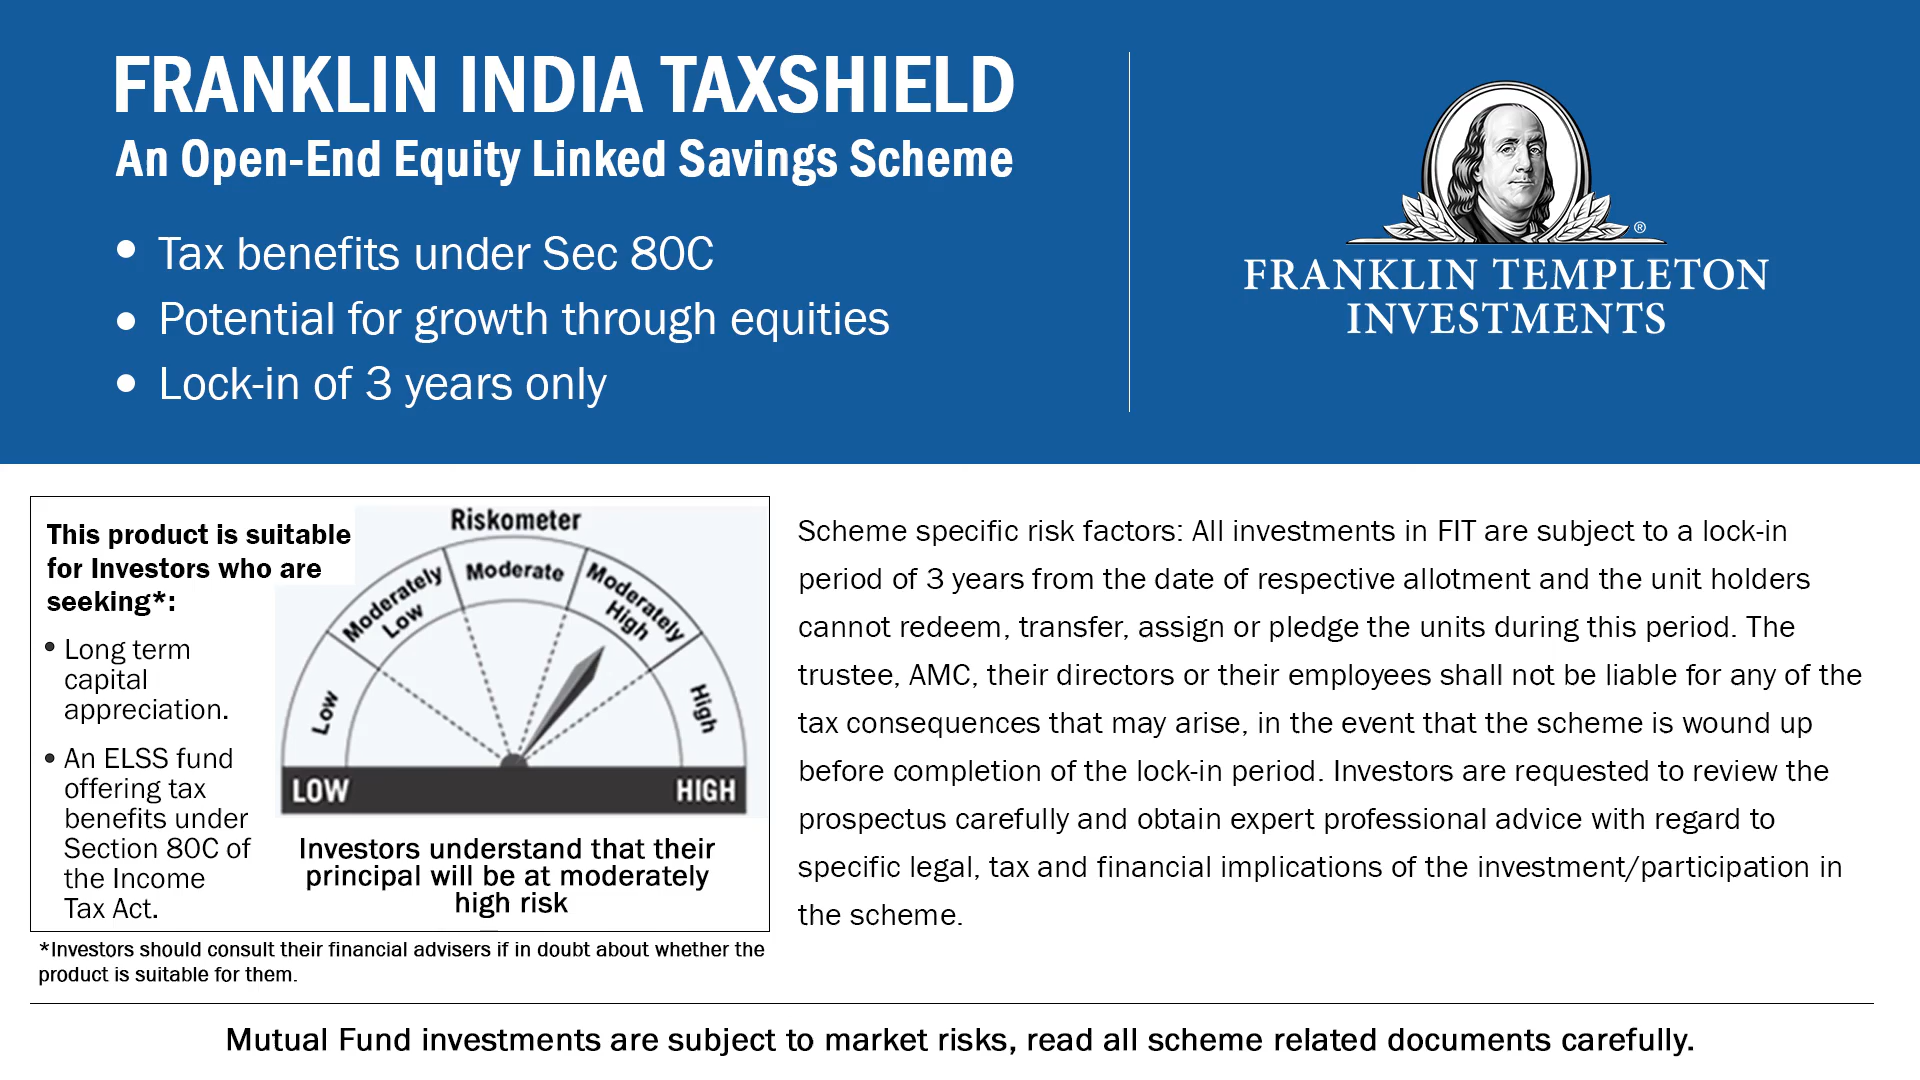 FRANKLIN INDIA TAXSHIELD
An Open-End Equity Linked Savings Scheme
• Tax benefits under Sec 80C
• Potential for growth through equities
• Lock-in of 3 years only
®
FRANKLIN TEMPLETON
INVESTMENTS
This product is suitable
for Investors who are
seeking*:
• Long term
capital
appreciation.
• An ELSS fund
offering tax
benefits under
Section 80C of
the Income
Tax Act.
Riskometer
Low
Moderately
Low
Moderate
Moderately
High
High
LOW
HIGH
Investors understand that their
principal will be at moderately
high risk
*Investors should consult their financial advisers if in doubt about whether the
product is suitable for them.
Scheme specific risk factors: All investments in FIT are subject to a lock-in
period of 3 years from the date of respective allotment and the unit holders
cannot redeem, transfer, assign or pledge the units during this period. The
trustee, AMC, their directors or their employees shall not be liable for any of the
tax consequences that may arise, in the event that the scheme is wound up
before completion of the lock-in period. Investors are requested to review the
prospectus carefully and obtain expert professional advice with regard to
specific legal, tax and financial implications of the investment/participation in
the scheme.
Mutual Fund investments are subject to market risks, read all scheme related documents carefully.